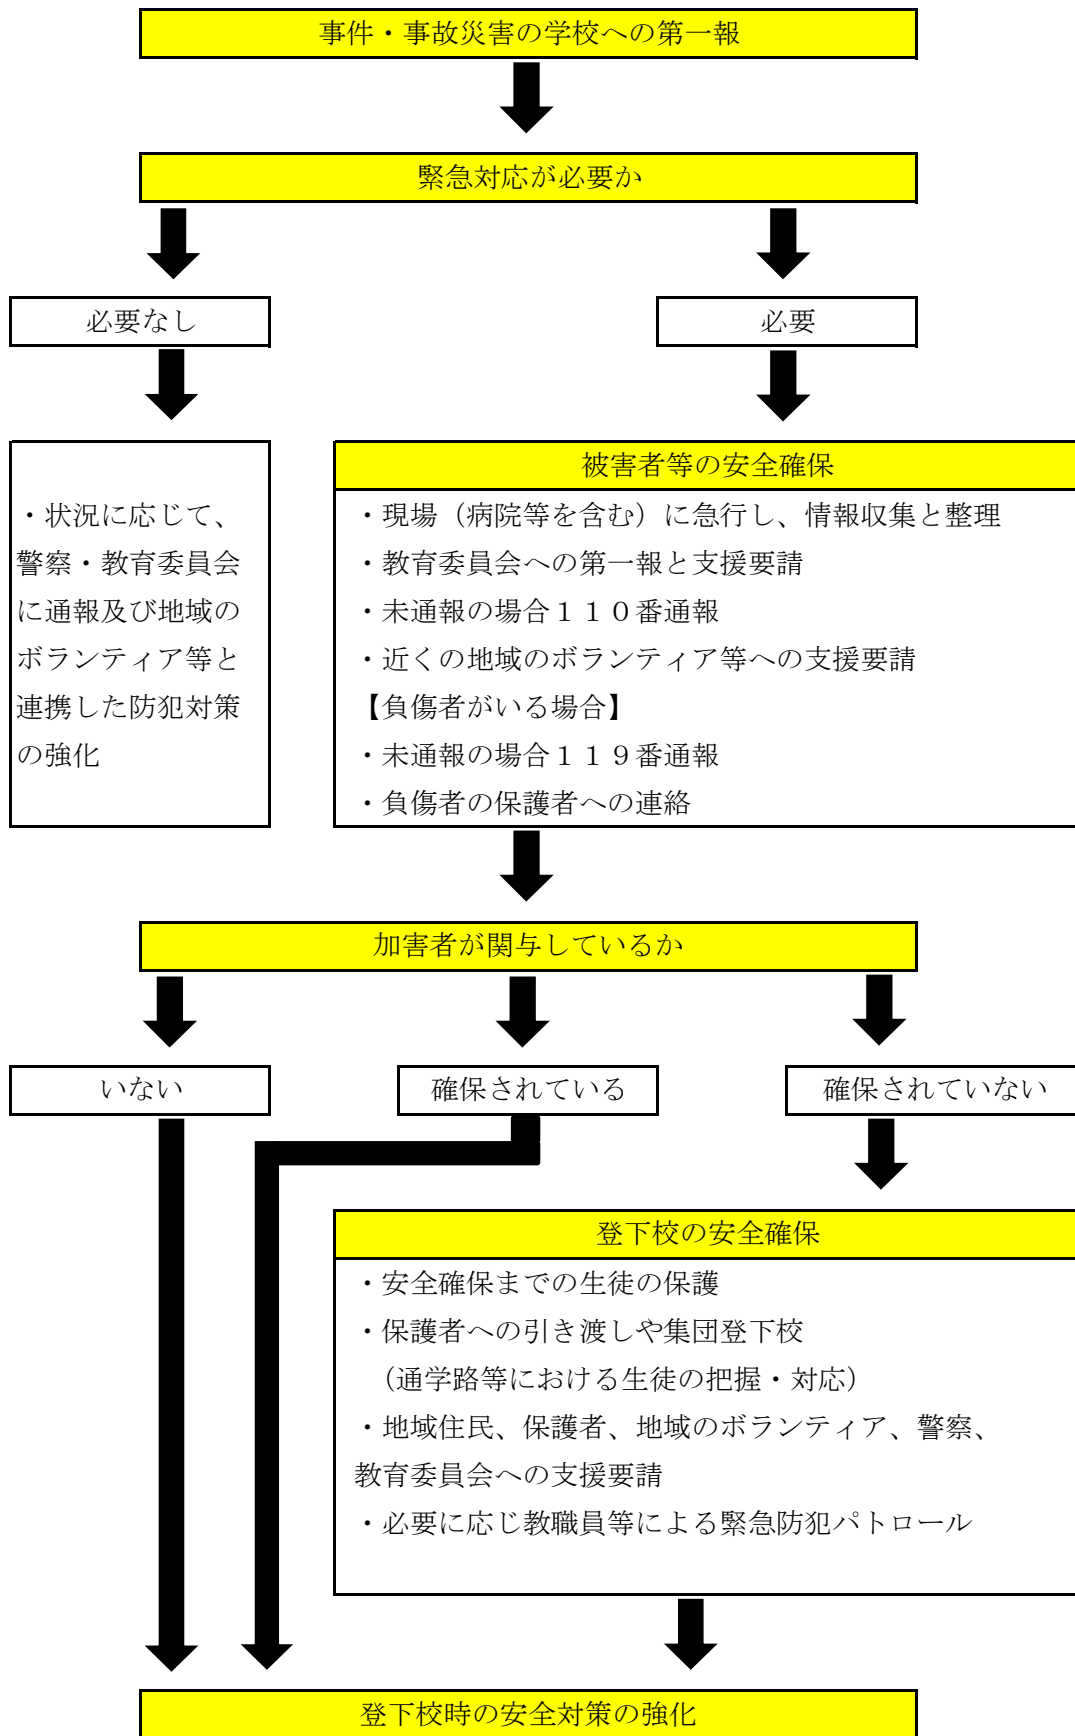 事件・事故災害の学校への第一報
緊急対応が必要か
必要なし
必要
・状況に応じて、
警察・教育委員会
に通報及び地域の
ボランティア等と
連携した防犯対策
の強化
被害者等の安全確保
・現場（病院等を含む）に急行し、情報収集と整理
・教育委員会への第一報と支援要請
・未通報の場合１１０番通報
・近くの地域のボランティア等への支援要請
【負傷者がいる場合】
・未通報の場合１１９番通報
・負傷者の保護者への連絡
加害者が関与しているか
いない
確保されている
確保されていない
登下校の安全確保
・安全確保までの生徒の保護
・保護者への引き渡しや集団登下校
（通学路等における生徒の把握・対応）
・地域住民、保護者、地域のボランティア、警察、
教育委員会への支援要請
・必要に応じ教職員等による緊急防犯パトロール
登下校時の安全対策の強化